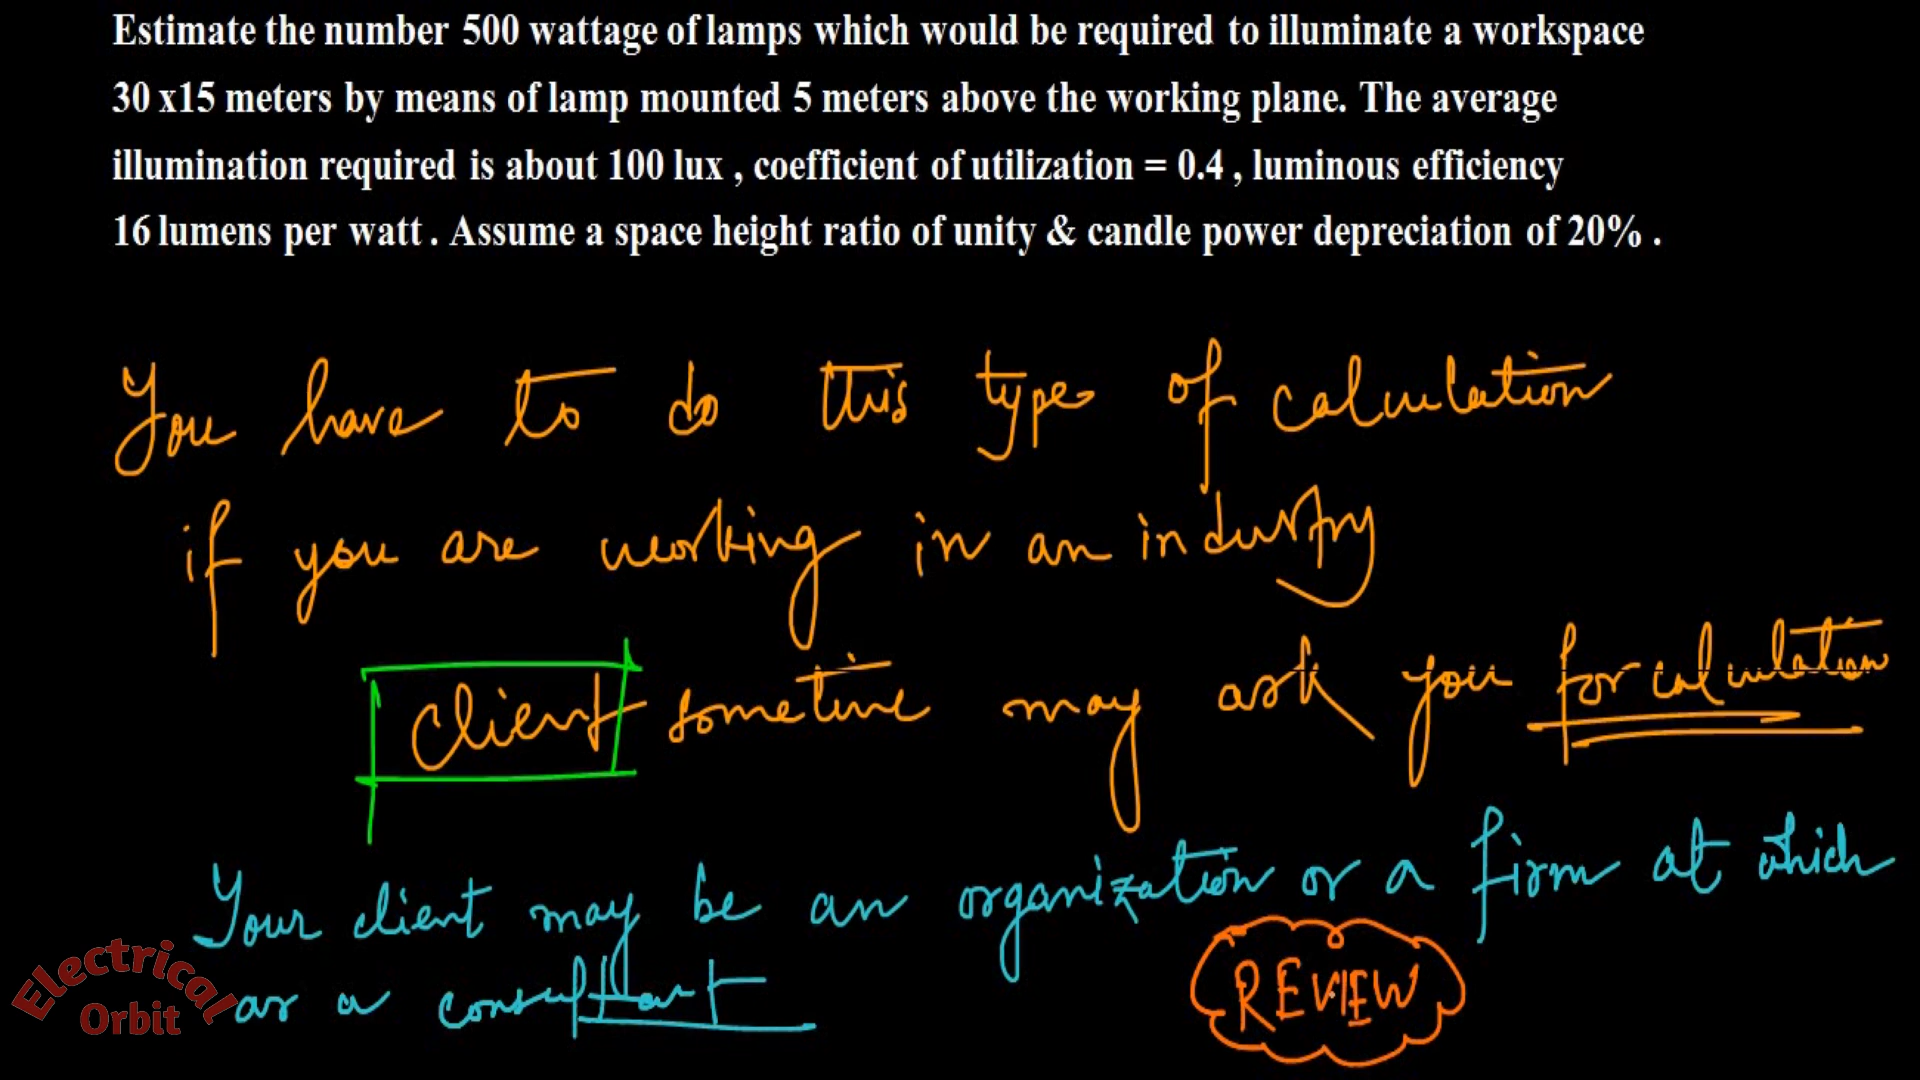 Estimate the number 500 wattage of lamps which would be required to illuminate a workspace
30 x15 meters by means of lamp mounted 5 meters above the working plane. The average
illumination required is about 100 lux , coefficient of utilization = 0.4 , luminous efficiency
16 lumens per watt . Assume a space height ratio of unity & candle power depreciation of 20% .
You have to do this type of calculation
if you are working in an industry
client sometime may ask you for calculation
Your client may be an organization or a firm at which
as a consultant
REVIEW
Electrical
Orbit